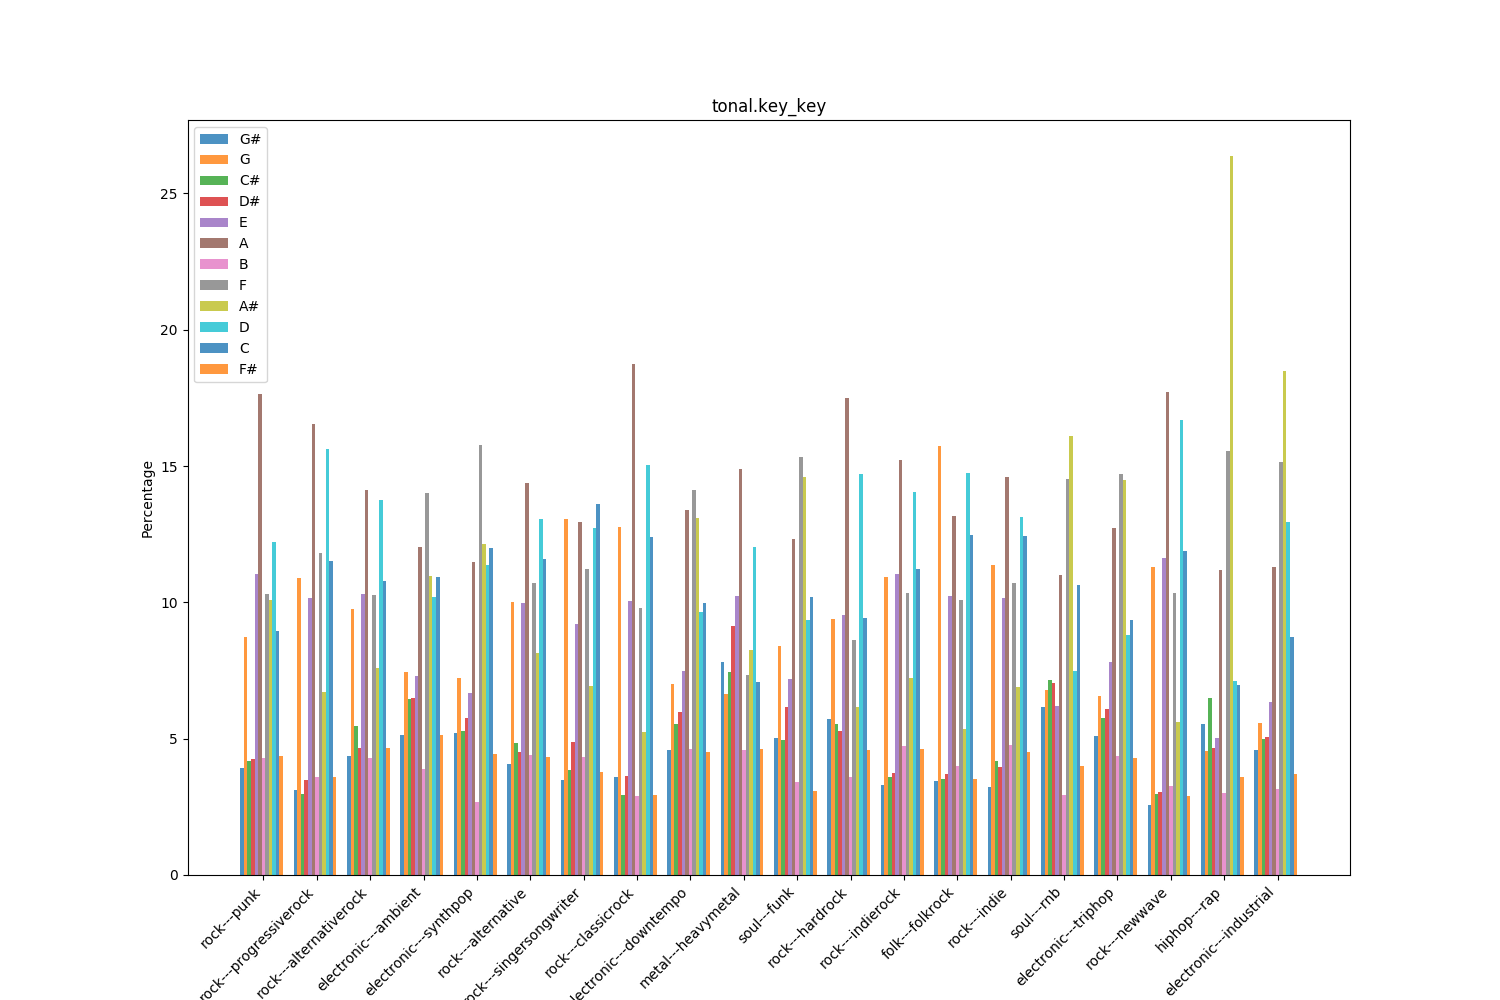 tonal.key_key
G#
G
C#
D#
E
A
B
F
A#
D
C
F#
Percentage
25
20
15
10
5
0
rock---punk
rock---progressiverock
rock---alternativerock
electronic---ambient
electronic---synthpop
rock---alternative
rock---singersongwriter
rock---classicrock
electronic---downtempo
metal---heavymetal
soul---funk
rock---hardrock
rock---indierock
folk---folkrock
rock---indie
soul---rnb
electronic---triphop
rock---newwave
hiphop---rap
electronic---industrial